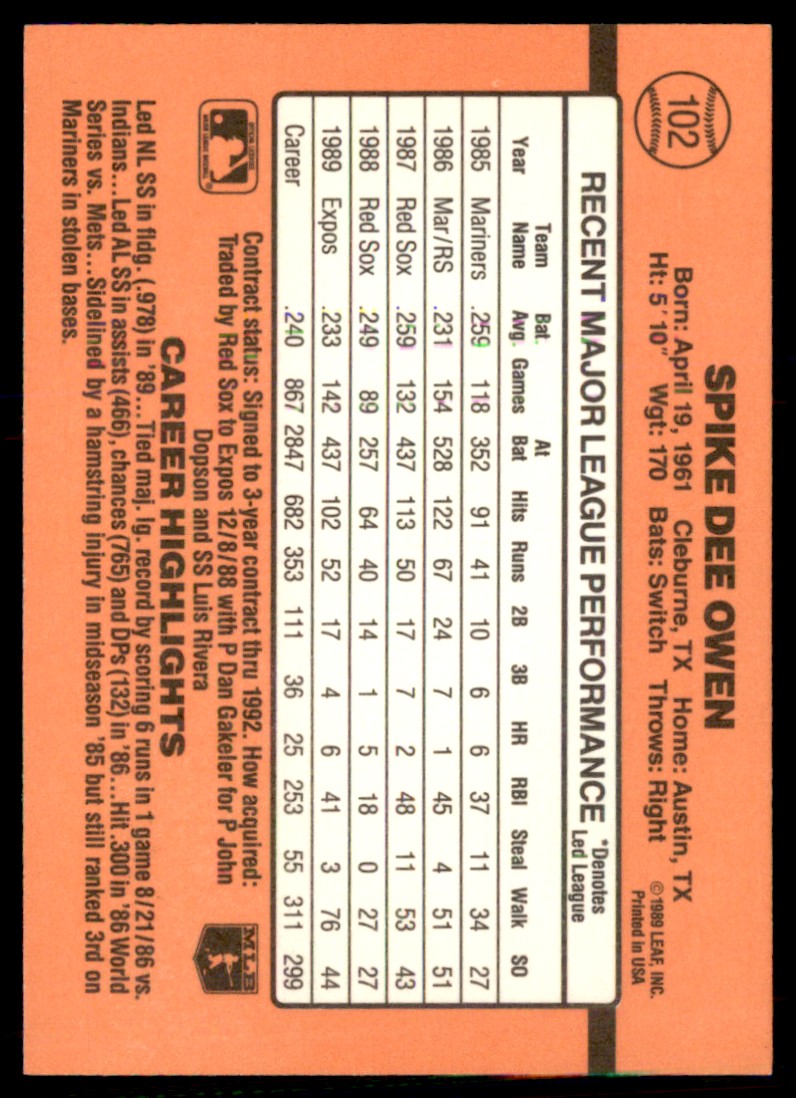 102
SPIKE DEE OWEN
Born: April 19, 1961 Cleburne, TX Home: Austin, TX
Ht: 5'10" Wgt: 170 Bats: Switch Throws: Right
©1989 LEAF, INC.
Printed in USA
RECENT MAJOR LEAGUE PERFORMANCE *Denotes Led League
Year Team Name Bat. Avg. Games At Bat Hits Runs 2B 3B HR RBI Steal Walk SO
1985 Mariners .259 118 352 91 41 10 6 6 37 11 34 27
1986 Mar/RS .231 154 528 122 67 24 7 1 45 4 51 51
1987 Red Sox .259 132 437 113 50 17 7 2 48 11 53 43
1988 Red Sox .249 89 257 64 40 14 1 5 18 0 27 27
1989 Expos .233 142 437 102 52 17 4 6 41 3 76 44
Career .240 867 2847 682 353 111 36 25 253 55 311 299
Contract status: Signed to 3-year contract thru 1992. How acquired:
Traded by Red Sox to Expos 12/8/88 with P Dan Gakeler for P John
Dopson and SS Luis Rivera
MLB
CAREER HIGHLIGHTS
Led NL SS in fldg. (.978) in '89...Tied maj. lg. record by scoring 6 runs in 1 game 8/21/86 vs.
Indians...Led AL SS in assists (466), chances (765) and DPs (132) in '86...Hit .300 in '86 World
Series vs. Mets...Sidelined by a hamstring injury in midseason '85 but still ranked 3rd on
Mariners in stolen bases.